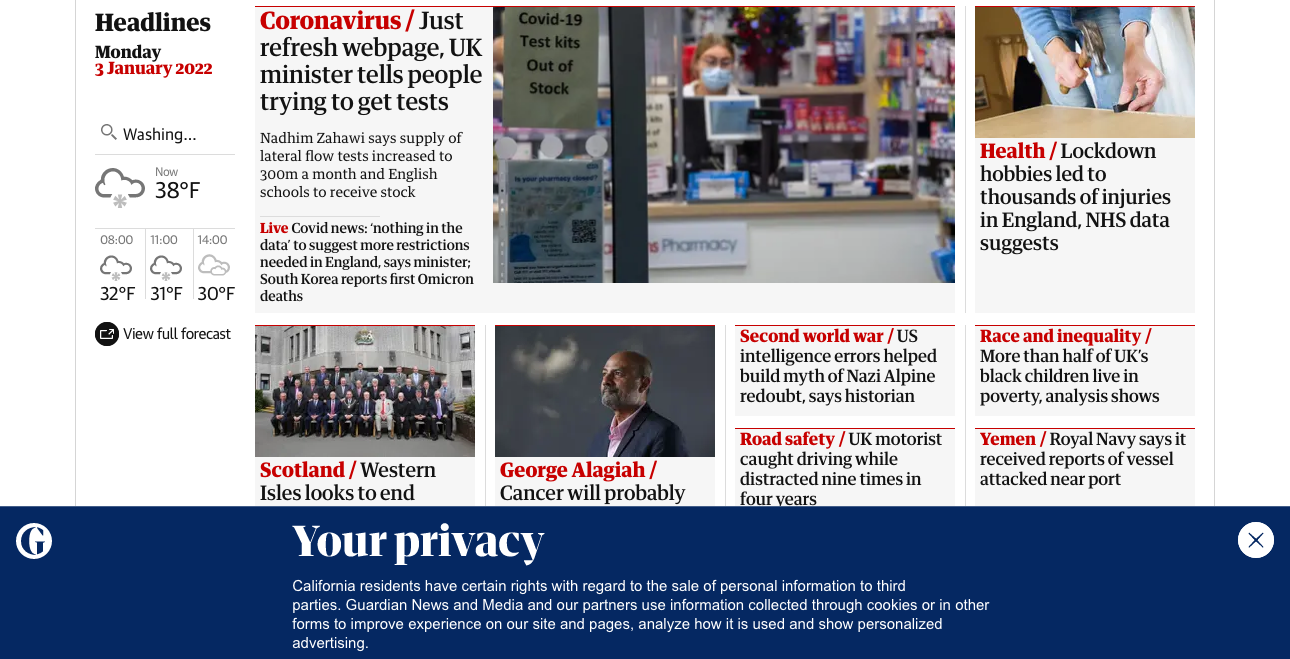 Headlines
Monday
3 January 2022
Washing...
Now
38°F
08:00
11:00
14:00
32°F
31°F
30°F
View full forecast
Coronavirus / Just
refresh webpage, UK
minister tells people
trying to get tests
Nadhim Zahawi says supply of
lateral flow tests increased to
300m a month and English
schools to receive stock
Live Covid news: ‘nothing in the
data’ to suggest more restrictions
needed in England, says minister;
South Korea reports first Omicron
deaths
Covid-19
Test kits
Out of
Stock
Is your pharmacy closed?
Pharmacy
Health / Lockdown
hobbies led to
thousands of injuries
in England, NHS data
suggests
Scotland / Western
Isles looks to end
George Alagiah /
Cancer will probably
Second world war / US
intelligence errors helped
build myth of Nazi Alpine
redoubt, says historian
Road safety / UK motorist
caught driving while
distracted nine times in
four years
Race and inequality /
More than half of UK’s
black children live in
poverty, analysis shows
Yemen / Royal Navy says it
received reports of vessel
attacked near port
G
Your privacy
California residents have certain rights with regard to the sale of personal information to third
parties. Guardian News and Media and our partners use information collected through cookies or in other
forms to improve experience on our site and pages, analyze how it is used and show personalized
advertising.